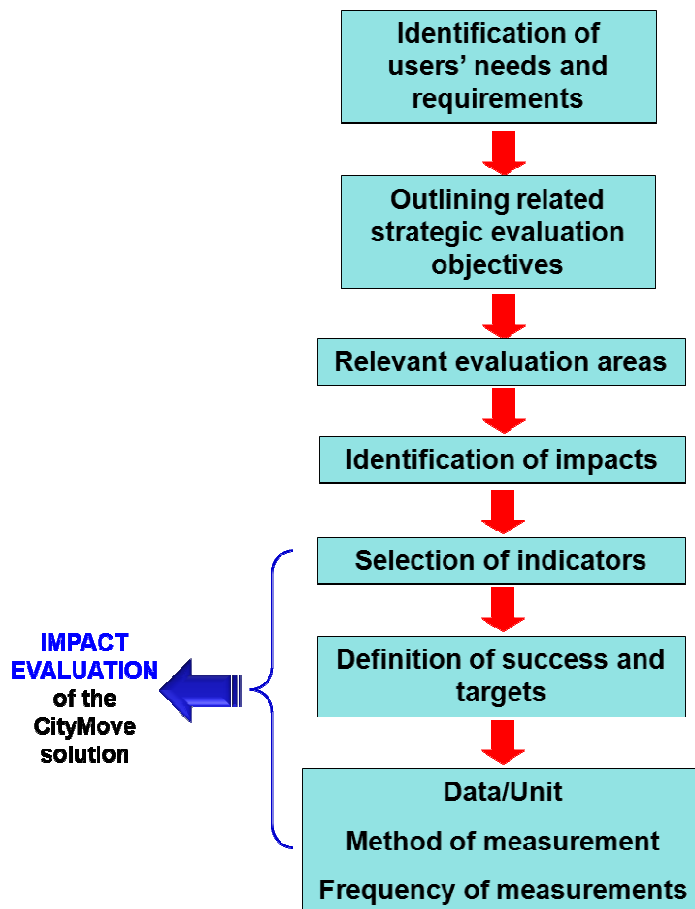 Identification of
users' needs and
requirements
Outlining related
strategic evaluation
objectives
Relevant evaluation areas
Identification of impacts
Selection of indicators
Definition of success and
targets
Data/Unit
Method of measurement
Frequency of measurements
IMPACT
EVALUATION
of the
CityMove
solution